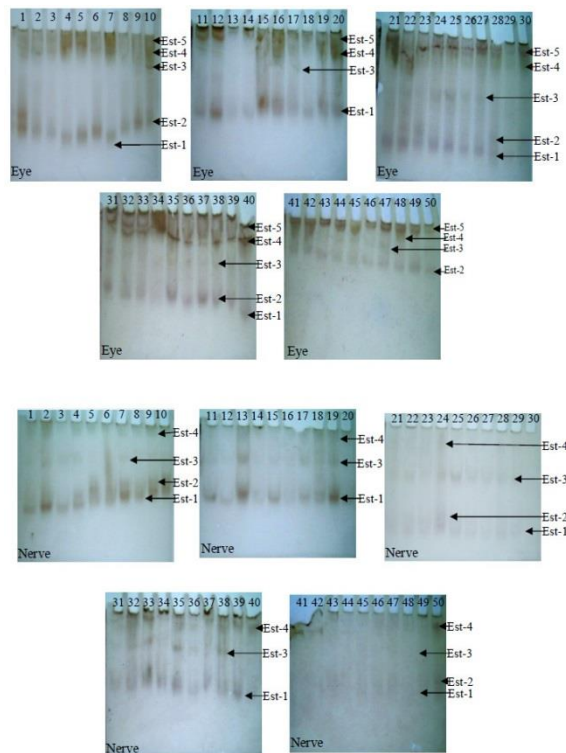 1 2 3 4 5 6 7 8 9 10
Est-5
Est-4
Est-3
Est-2
Est-1
Eye
11 12 13 14 15 16 17 18 19 20
Est-5
Est-4
Est-3
Est-1
Eye
21 22 23 24 25 26 27 28 29 30
Est-5
Est-4
Est-3
Est-2
Est-1
Eye
31 32 33 34 35 36 37 38 39 40
Est-5
Est-4
Est-3
Est-2
Est-1
Eye
41 42 43 44 45 46 47 48 49 50
Est-5
Est-4
Est-3
Est-2
Eye
1 2 3 4 5 6 7 8 9 10
Est-4
Est-3
Est-2
Est-1
Nerve
11 12 13 14 15 16 17 18 19 20
Est-4
Est-3
Est-1
Nerve
21 22 23 24 25 26 27 28 29 30
Est-4
Est-3
Est-2
Est-1
Nerve
31 32 33 34 35 36 37 38 39 40
Est-4
Est-3
Est-1
Nerve
41 42 43 44 45 46 47 48 49 50
Est-4
Est-3
Est-2
Est-1
Nerve